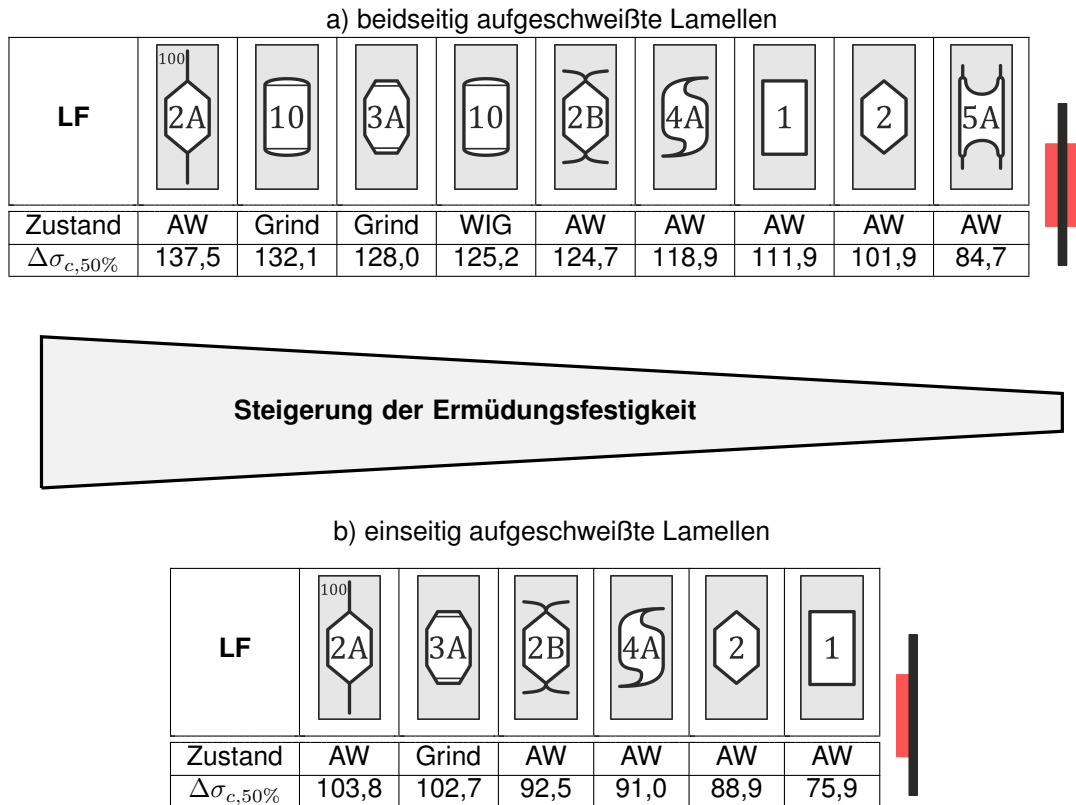 a) beidseitig aufgeschweißte Lamellen
LF 100 2A 10 3A 10 2B 4A 1 2 5A
Zustand AW Grind Grind WIG AW AW AW AW AW
Δσc,50% 137,5 132,1 128,0 125,2 124,7 118,9 111,9 101,9 84,7
Steigerung der Ermüdungsfestigkeit
b) einseitig aufgeschweißte Lamellen
LF 100 2A 3A 2B 4A 2 1
Zustand AW Grind AW AW AW AW
Δσc,50% 103,8 102,7 92,5 91,0 88,9 75,9